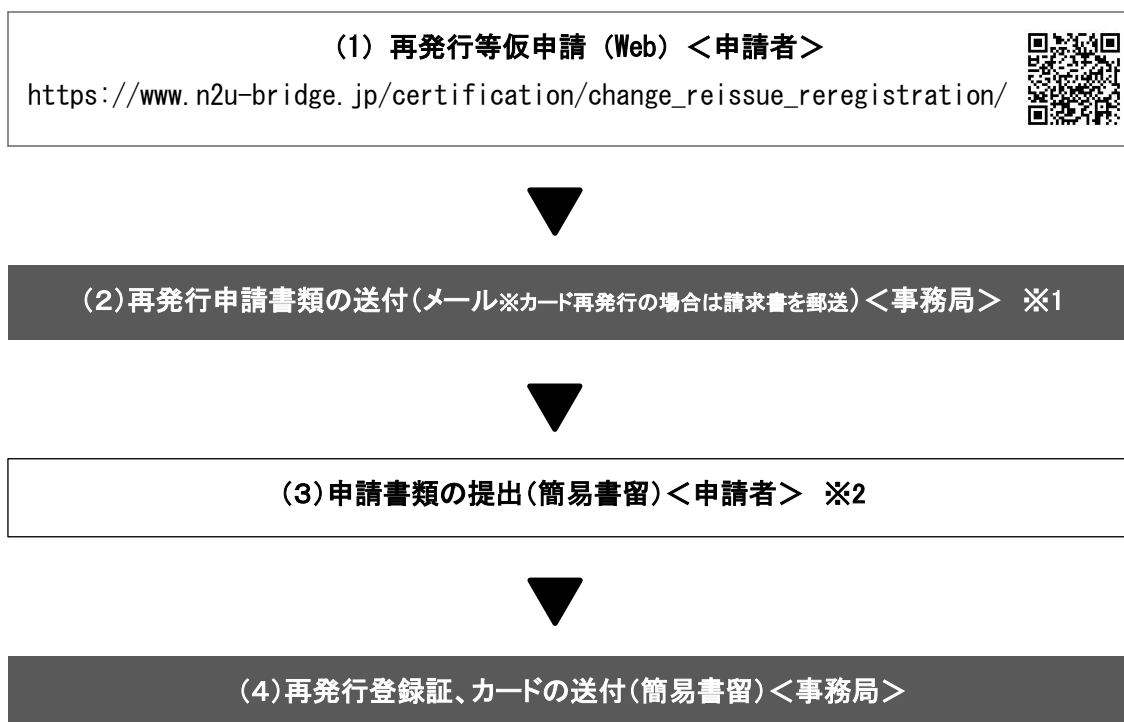 (1) 再発行等仮申請 (Web) ＜申請者＞
https://www.n2u-bridge.jp/certification/change_reissue_reregistration/
（２）再発行申請書類の送付（メール※カード再発行の場合は請求書を郵送）＜事務局＞ ※1
（３）申請書類の提出（簡易書留）＜申請者＞ ※2
（４）再発行登録証、カードの送付（簡易書留）＜事務局＞